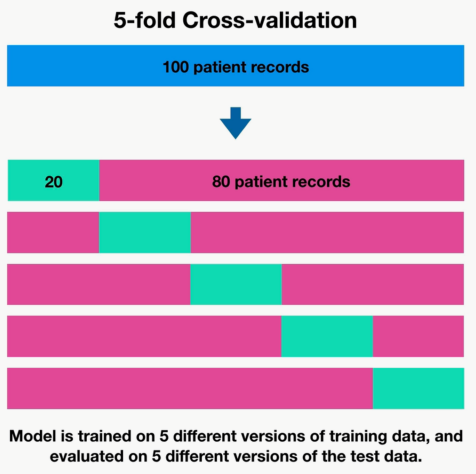 5-fold Cross-validation
100 patient records
20 80 patient records
Model is trained on 5 different versions of training data, and
evaluated on 5 different versions of the test data.